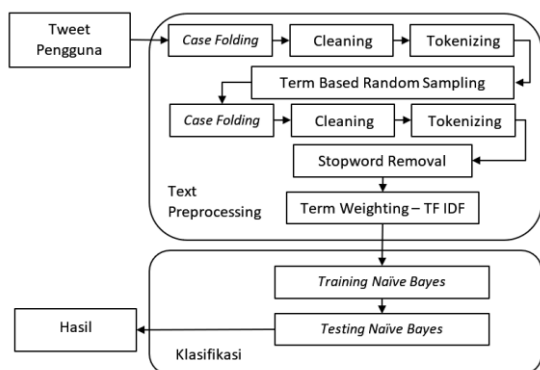 Tweet
Pengguna
Case Folding
Cleaning
Tokenizing
Term Based Random Sampling
Case Folding
Cleaning
Tokenizing
Stopword Removal
Text
Preprocessing
Term Weighting – TF IDF
Training Naïve Bayes
Hasil
Testing Naïve Bayes
Klasifikasi